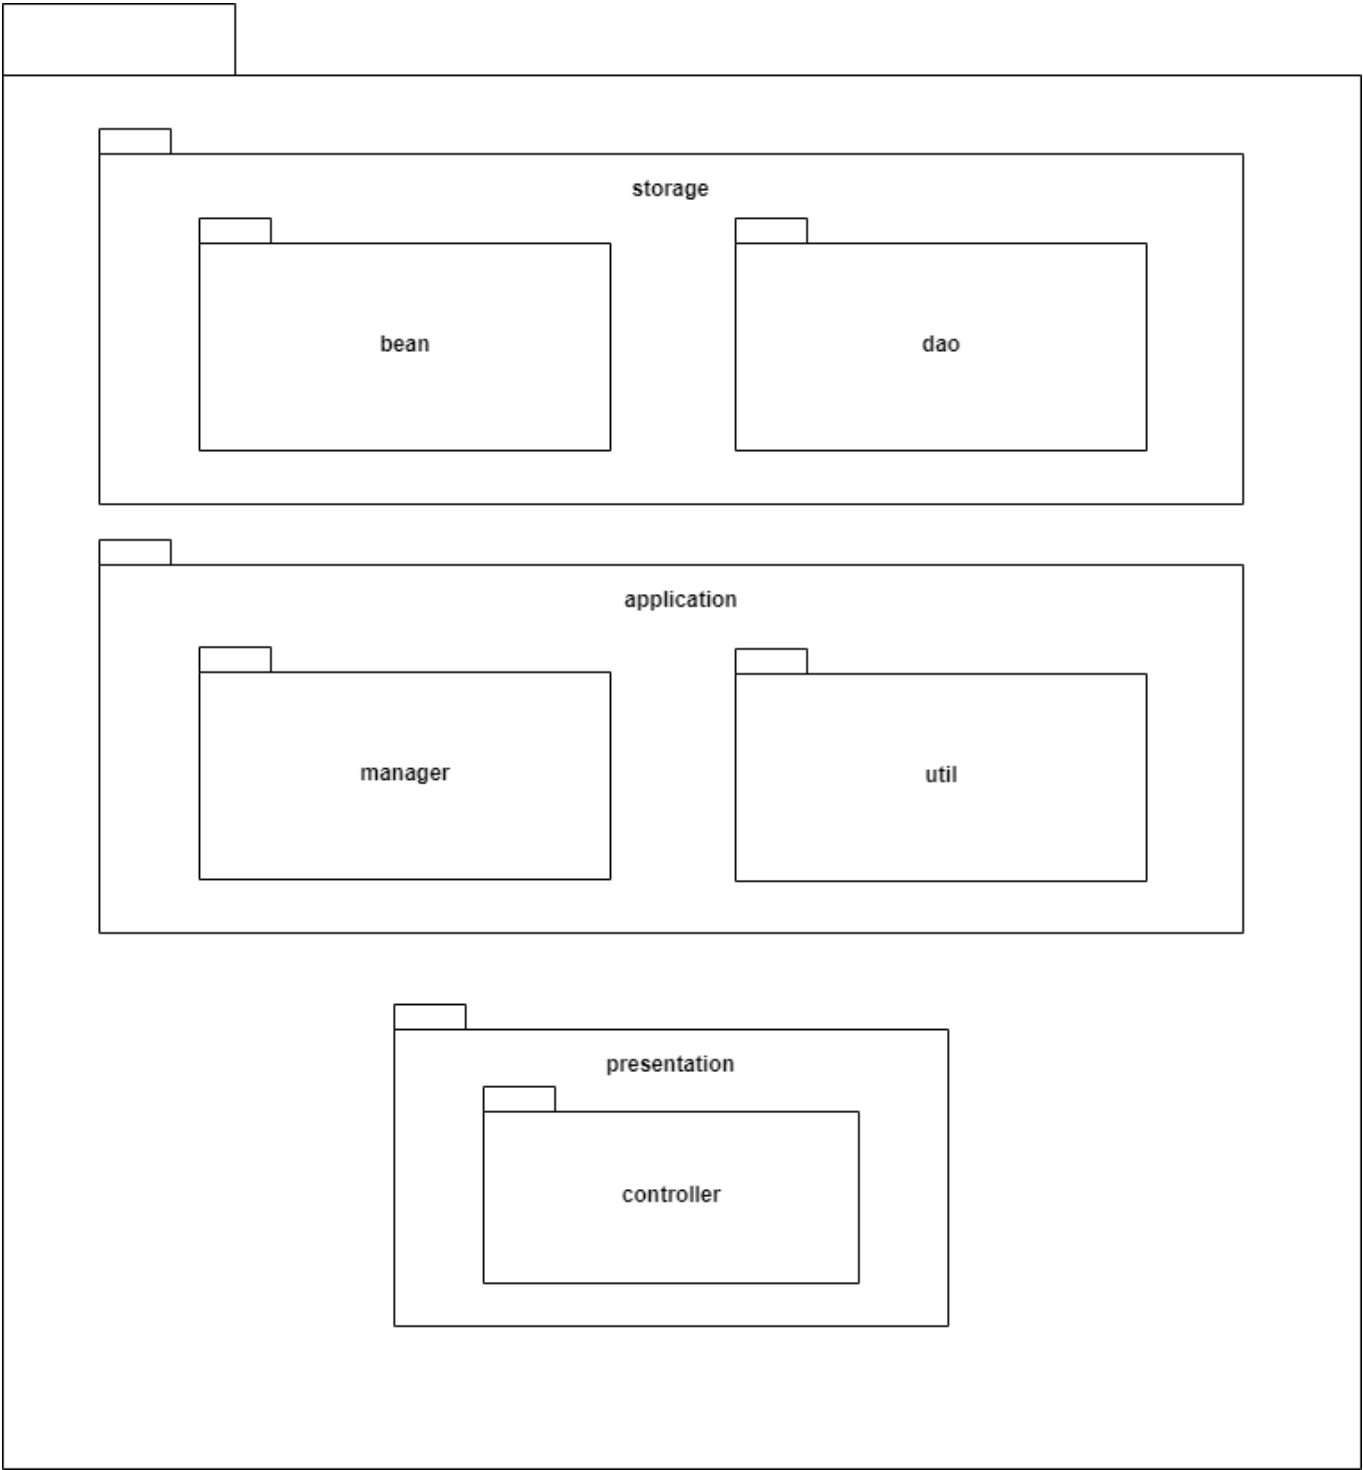 storage
bean
dao
application
manager
util
presentation
controller